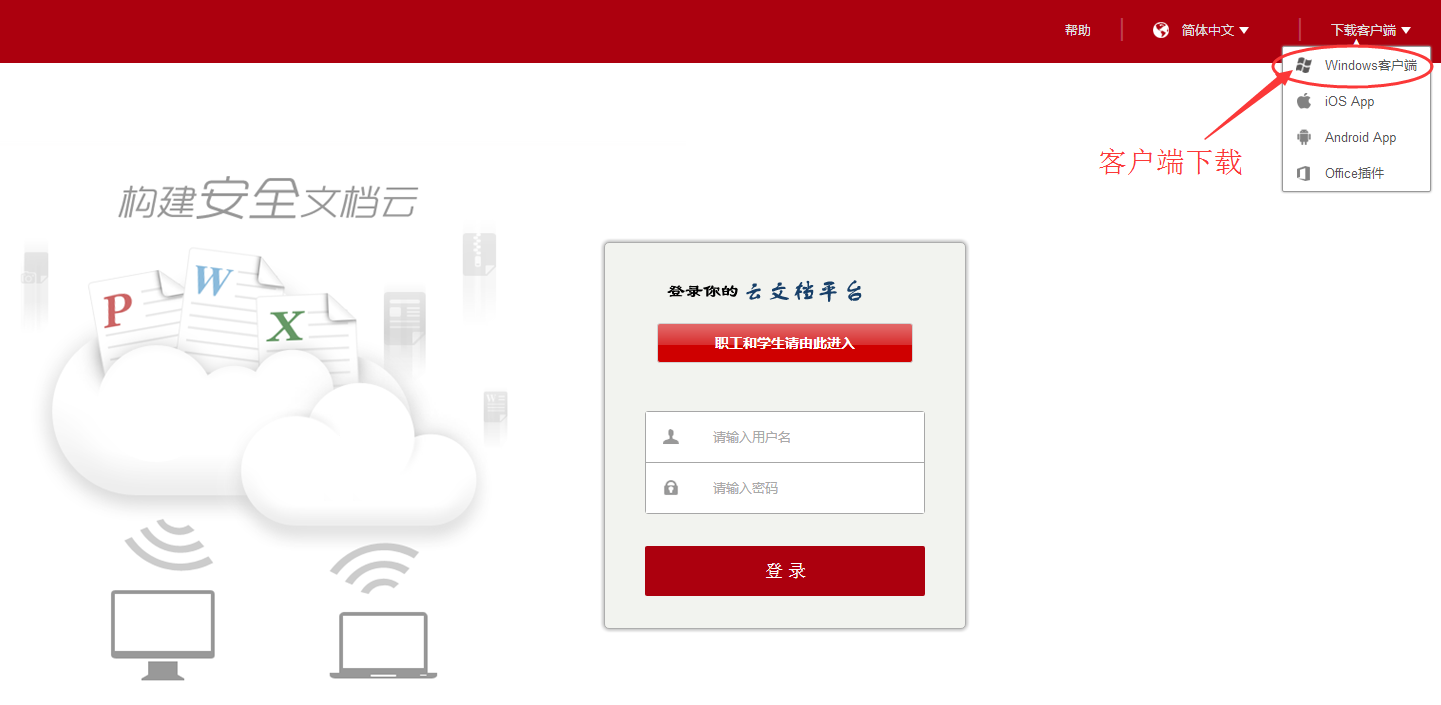 帮助
简体中文
下载客户端
Windows客户端
iOS App
Android App
Office插件
客户端下载
构建安全文档云
P
W
X
W
登录你的云文档平台
职工和学生请由此进入
请输入用户名
请输入密码
登录